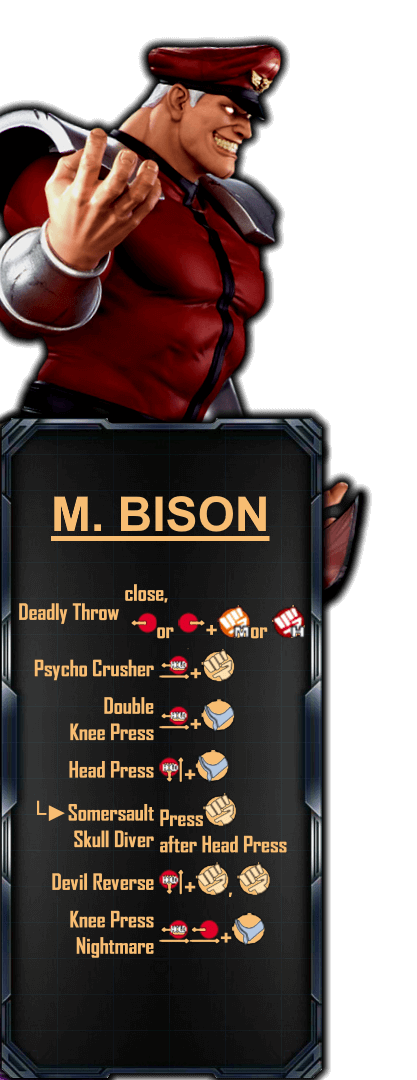 M. BISON
close,
Deadly Throw or + M or H
Psycho Crusher +
Double
Knee Press +
Head Press +
Somersault Press
Skull Diver after Head Press
Devil Reverse + ,
Knee Press
Nightmare +